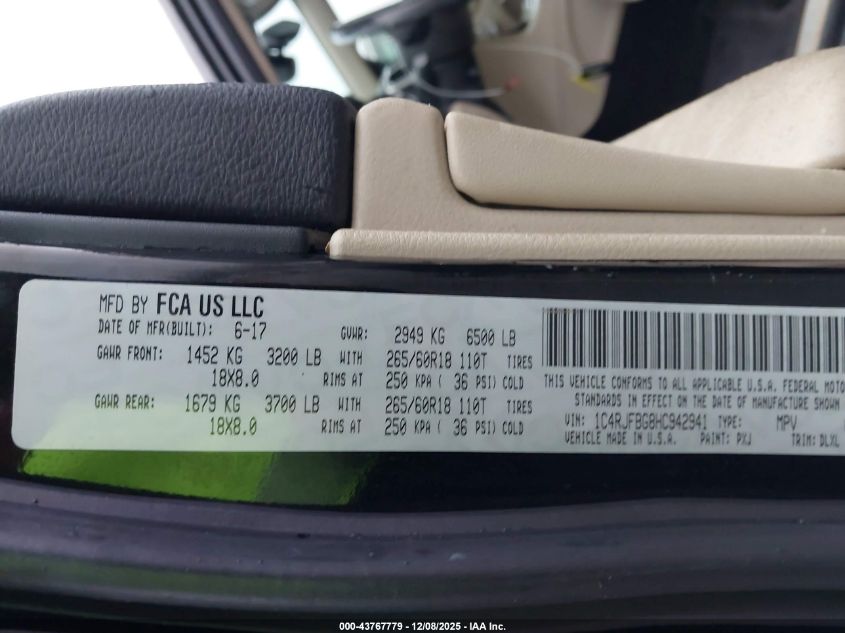 MFD BY FCA US LLC
DATE OF MFR(BUILT): 6-17 GVWR: 2949 KG 6500 LB
GAWR FRONT: 1452 KG 3200 LB WITH 265/60R18 110T TIRES
18X8.0 RIMS AT 250 KPA ( 36 PSI) COLD
GAWR REAR: 1679 KG 3700 LB WITH 265/60R18 110T TIRES
18X8.0 RIMS AT 250 KPA ( 36 PSI) COLD
THIS VEHICLE CONFORMS TO ALL APPLICABLE U.S.A. FEDERAL MOTO
STANDARDS IN EFFECT ON THE DATE OF MANUFACTURE SHOWN
VIN: 1C4RJFBG8HC942941 TYPE: MPV
VEHICLE MADE IN U.S.A. PAINT: PXJ TRIM: DLXL
000-43767779 - 12/08/2025 - IAA Inc.